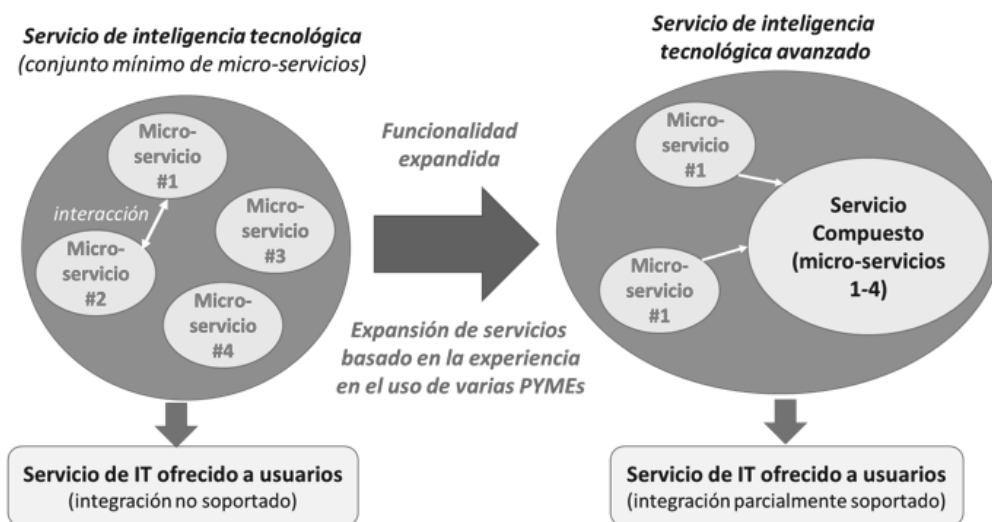 Servicio de inteligencia tecnológica
(conjunto mínimo de micro-servicios)
Micro-
servicio
#1
interacción
Micro-
servicio
#2
Micro-
servicio
#3
Micro-
servicio
#4
Servicio de IT ofrecido a usuarios
(integración no soportado)
Funcionalidad
expandida
Expansión de servicios
basado en la experiencia
en el uso de varias PYMEs
Servicio de inteligencia
tecnológica avanzado
Micro-
servicio
#1
Micro-
servicio
#1
Servicio
Compuesto
(micro-servicios
1-4)
Servicio de IT ofrecido a usuarios
(integración parcialmente soportado)